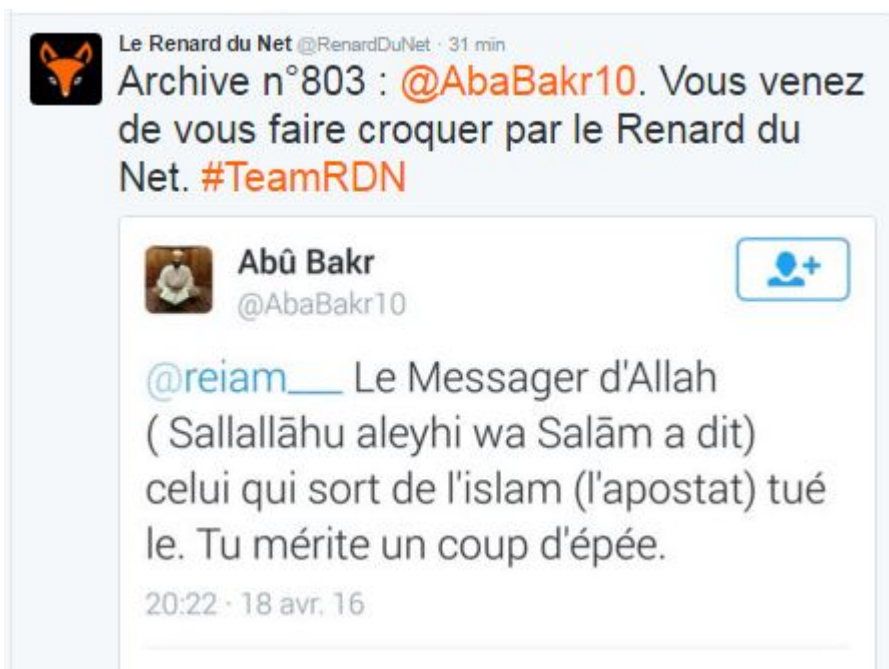 Le Renard du Net @RenardDuNet · 31 min
Archive n°803 : @AbaBakr10. Vous venez
de vous faire croquer par le Renard du
Net. #TeamRDN
Abû Bakr
@AbaBakr10
@reiam___ Le Messager d'Allah
( Sallallāhu aleyhi wa Salām a dit)
celui qui sort de l'islam (l'apostat) tué
le. Tu mérite un coup d'épée.
20:22 · 18 avr. 16